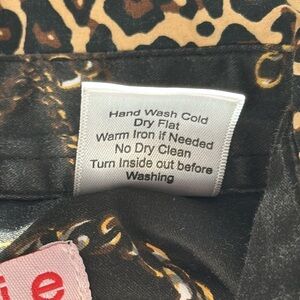 Hand Wash Cold
Dry Flat
Warm Iron if Needed
No Dry Clean
Turn Inside out before
Washing